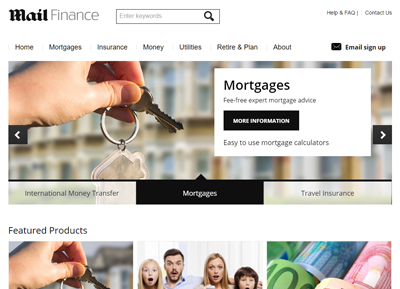 Mail Finance
Enter keywords
Help & FAQ | Contact Us
Home Mortgages Insurance Money Utilities Retire & Plan About
Email sign up
Mortgages
Fee-free expert mortgage advice
MORE INFORMATION
Easy to use mortgage calculators
International Money Transfer Mortgages Travel Insurance
Featured Products
100